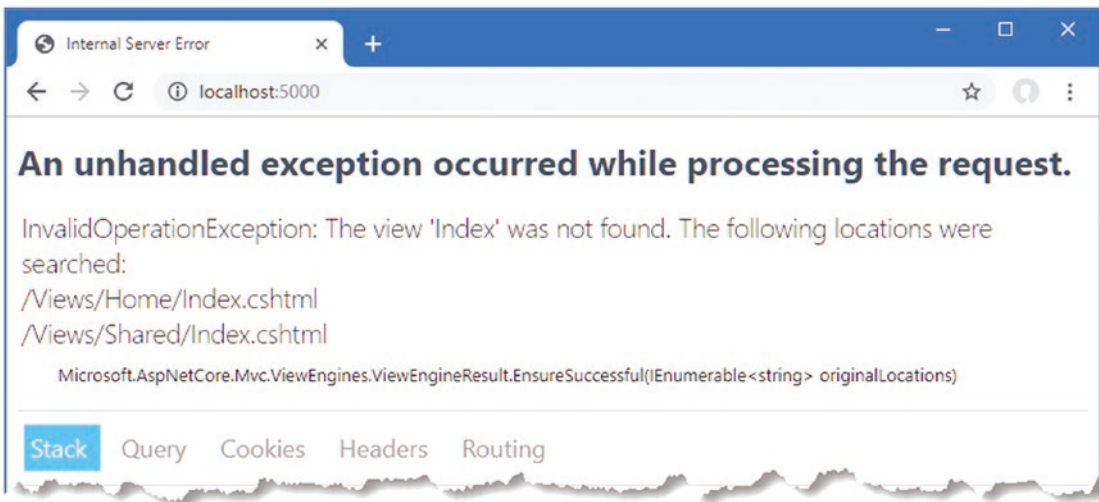 Internal Server Error
localhost:5000
An unhandled exception occurred while processing the request.
InvalidOperationException: The view 'Index' was not found. The following locations were
searched:
/Views/Home/Index.cshtml
/Views/Shared/Index.cshtml
Microsoft.AspNetCore.Mvc.ViewEngines.ViewEngineResult.EnsureSuccessful(IEnumerable<string> originalLocations)
Stack Query Cookies Headers Routing